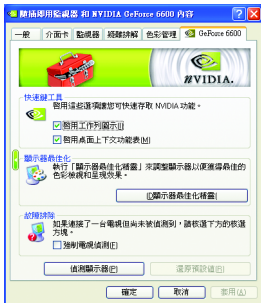 隨插即用監視器 和 NVIDIA GeForce 6600 內容
一般
介面卡
監視器
疑難排解
色彩管理
GeForce 6600
NVIDIA.
快速鍵工具
啟用這些選項讓您可快速存取 NVIDIA 功能。
啟用工作列圖示(I)
啟用桌面上下文功能表(M)
顯示器最佳化
執行「顯示器最佳化精靈」來調整顯示器以便獲得最佳的
色彩檢視和呈現效果。
(O)顯示器最佳化精靈(
故障排除
如果連接了一台電視但尚未被偵測到，請核選下方的核選
方塊。
強制電視偵測(F)
偵測顯示器(P)
還原預設值(F)
確定
取消
套用(A)